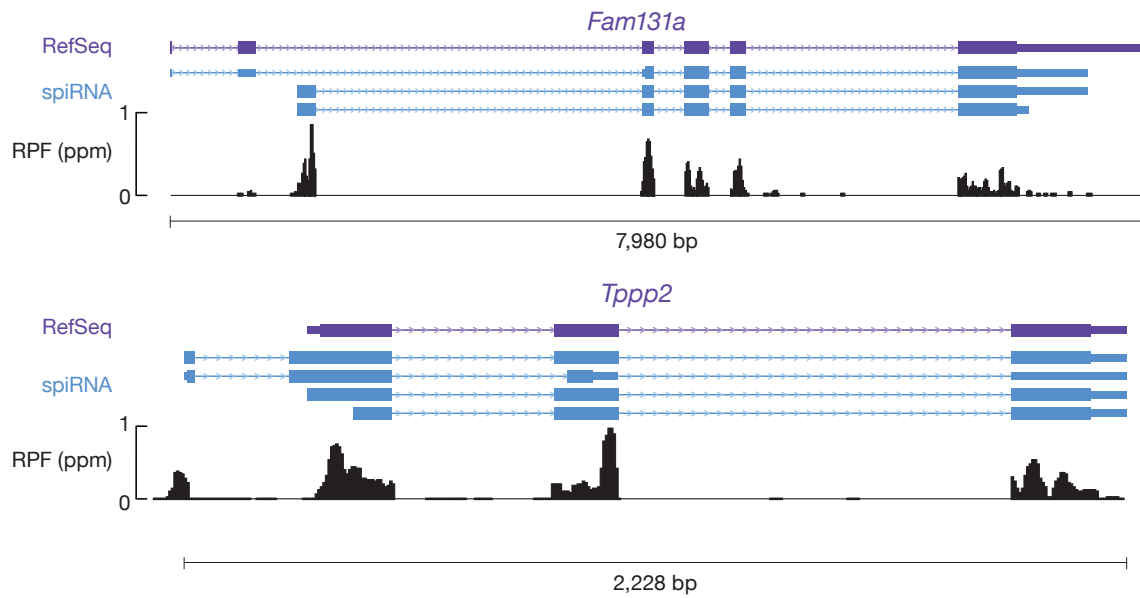 Fam131a
RefSeq
spiRNA
1
RPF (ppm)
0
7,980 bp
Tppp2
RefSeq
spiRNA
1
RPF (ppm)
0
2,228 bp